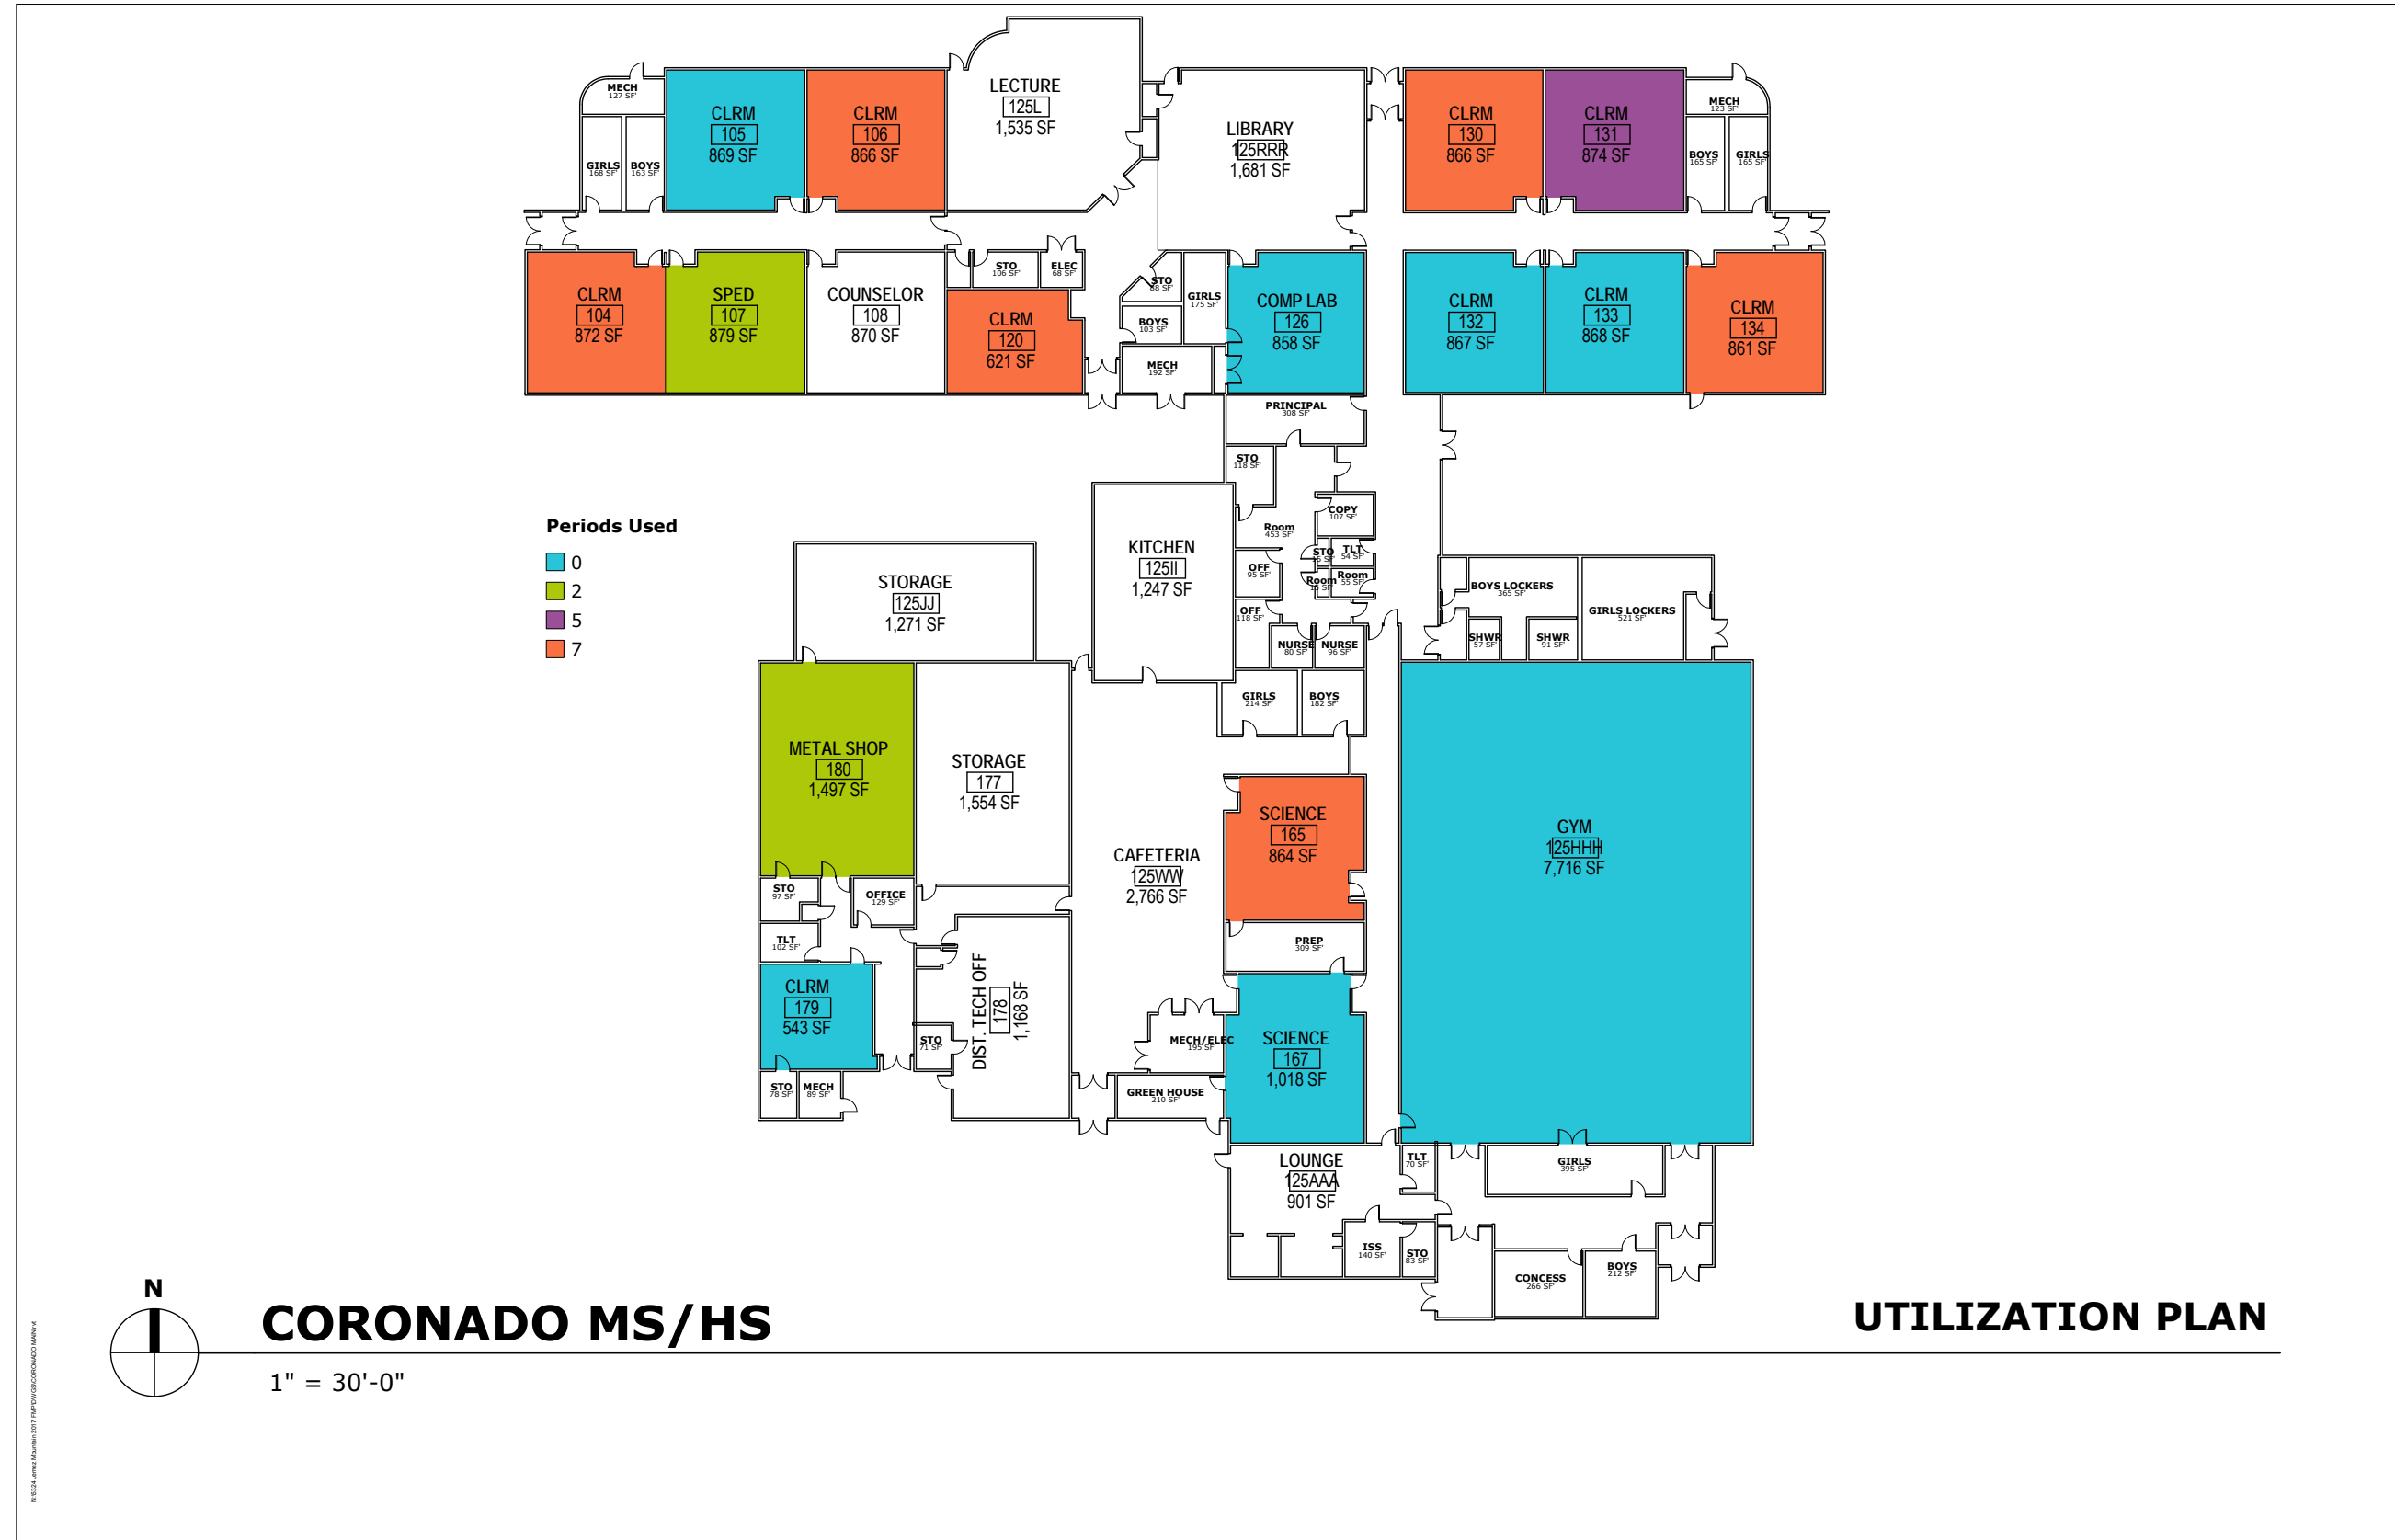 LECTURE
125L
1,535 SF
MECH
127 SF'
CLRM
105
869 SF
CLRM
106
866 SF
LIBRARY
125RRR
1,681 SF
CLRM
130
866 SF
CLRM
131
874 SF
MECH
123 SF'
GIRLS
168 SF'
BOYS
163 SF'
BOYS
165 SF'
GIRLS
165 SF'
CLRM
104
872 SF
SPED
107
879 SF
COUNSELOR
108
870 SF
STO
106 SF'
ELEC
68 SF'
CLRM
120
621 SF
STO
88 SF'
GIRLS
175 SF'
BOYS
103 SF'
MECH
192 SF'
COMP LAB
126
858 SF
CLRM
132
867 SF
CLRM
133
868 SF
CLRM
134
861 SF
PRINCIPAL
308 SF'
STO
118 SF'
COPY
107 SF'
Room
453 SF'
STO
TLT
54 SF'
OFF
95 SF'
Room
Room
55 SF'
OFF
118 SF'
NURSE
80 SF'
NURSE
96 SF'
Periods Used
0
2
5
7
KITCHEN
125II
1,247 SF
STORAGE
125JJ
1,271 SF
BOYS LOCKERS
365 SF'
GIRLS LOCKERS
521 SF'
SHWR
57 SF'
SHWR
91 SF'
GIRLS
214 SF'
BOYS
182 SF'
METAL SHOP
180
1,497 SF
STORAGE
177
1,554 SF
SCIENCE
165
864 SF
GYM
125HHH
7,716 SF
CAFETERIA
125WW
2,766 SF
STO
97 SF'
OFFICE
129 SF'
TLT
102 SF'
PREP
309 SF'
CLRM
179
543 SF
DIST. TECH OFF
178
1,168 SF
STO
71 SF'
MECH/ELEC
195 SF'
SCIENCE
167
1,018 SF
STO
78 SF'
MECH
89 SF'
GREEN HOUSE
210 SF'
LOUNGE
125AAA
901 SF
TLT
70 SF'
GIRLS
395 SF'
ISS
140 SF'
STO
83 SF'
CONCESS
266 SF'
BOYS
212 SF'
N
CORONADO MS/HS
UTILIZATION PLAN
1" = 30'-0"